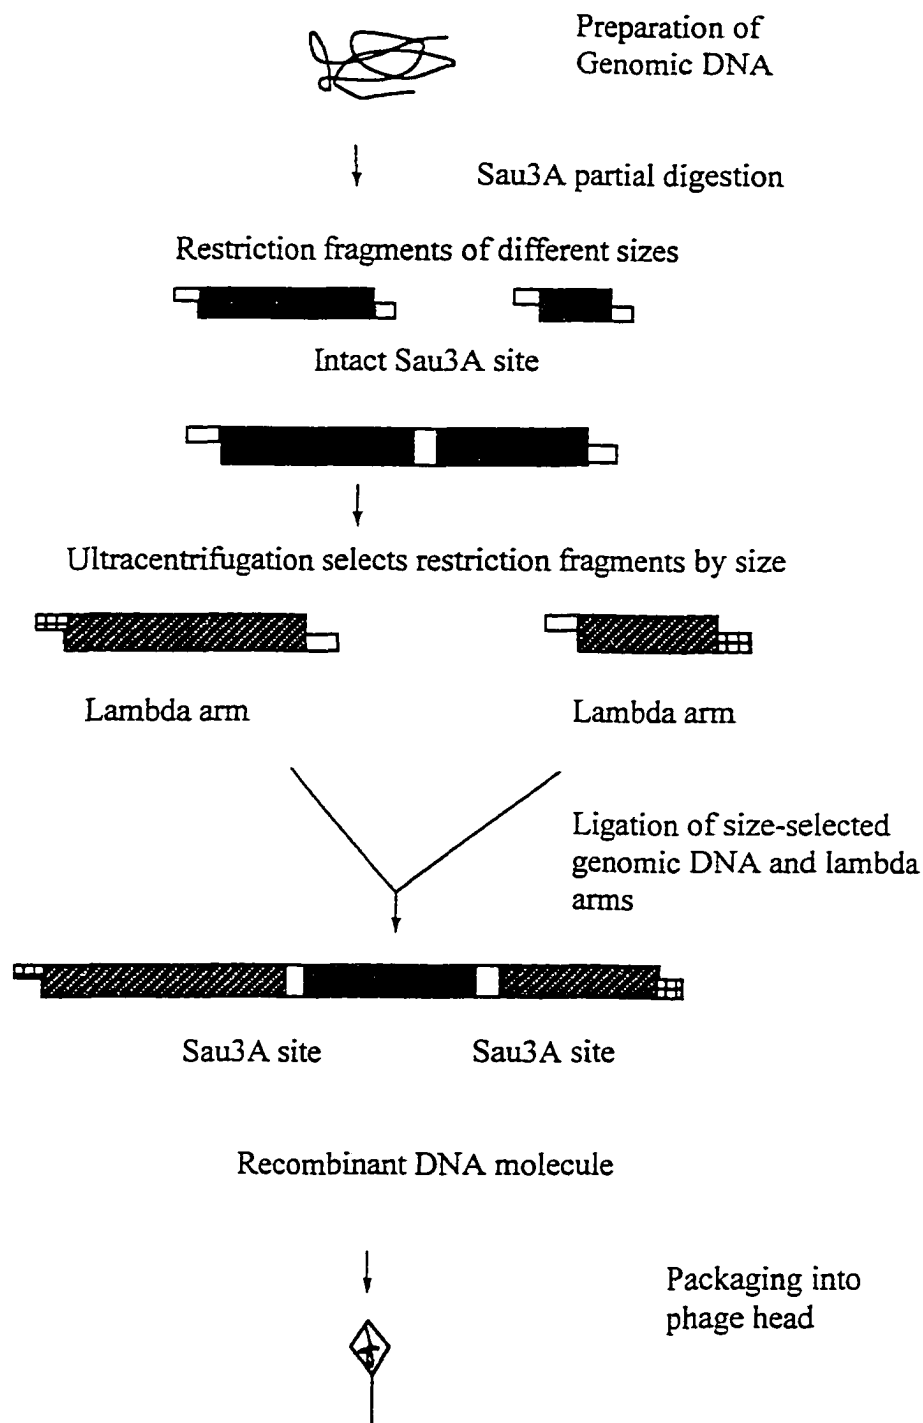 Preparation of
Genomic DNA
Sau3A partial digestion
Restriction fragments of different sizes
Intact Sau3A site
Ultracentrifugation selects restriction fragments by size
Lambda arm
Lambda arm
Ligation of size-selected
genomic DNA and lambda
arms
Sau3A site
Sau3A site
Recombinant DNA molecule
Packaging into
phage head